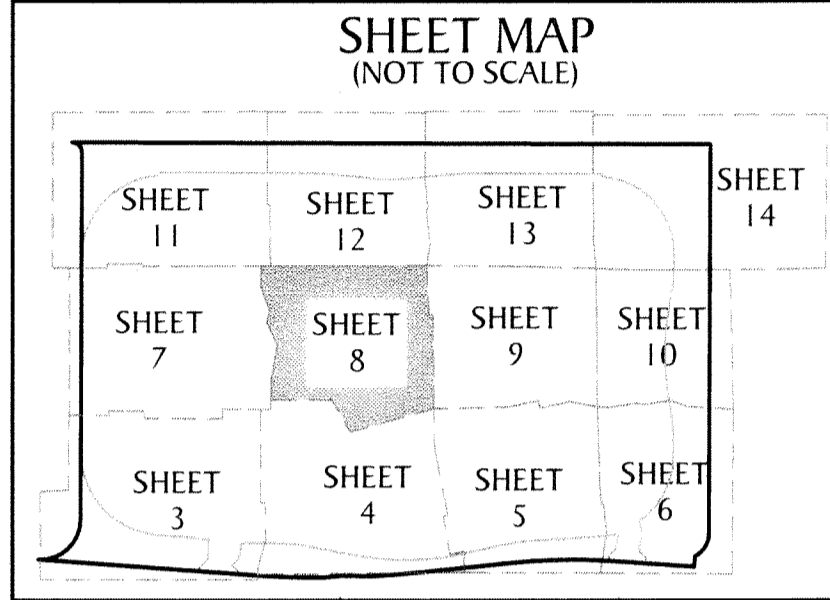 SHEET MAP
(NOT TO SCALE)
SHEET
11
SHEET
12
SHEET
13
SHEET
14
SHEET
7
SHEET
8
SHEET
9
SHEET
10
SHEET
3
SHEET
4
SHEET
5
SHEET
6